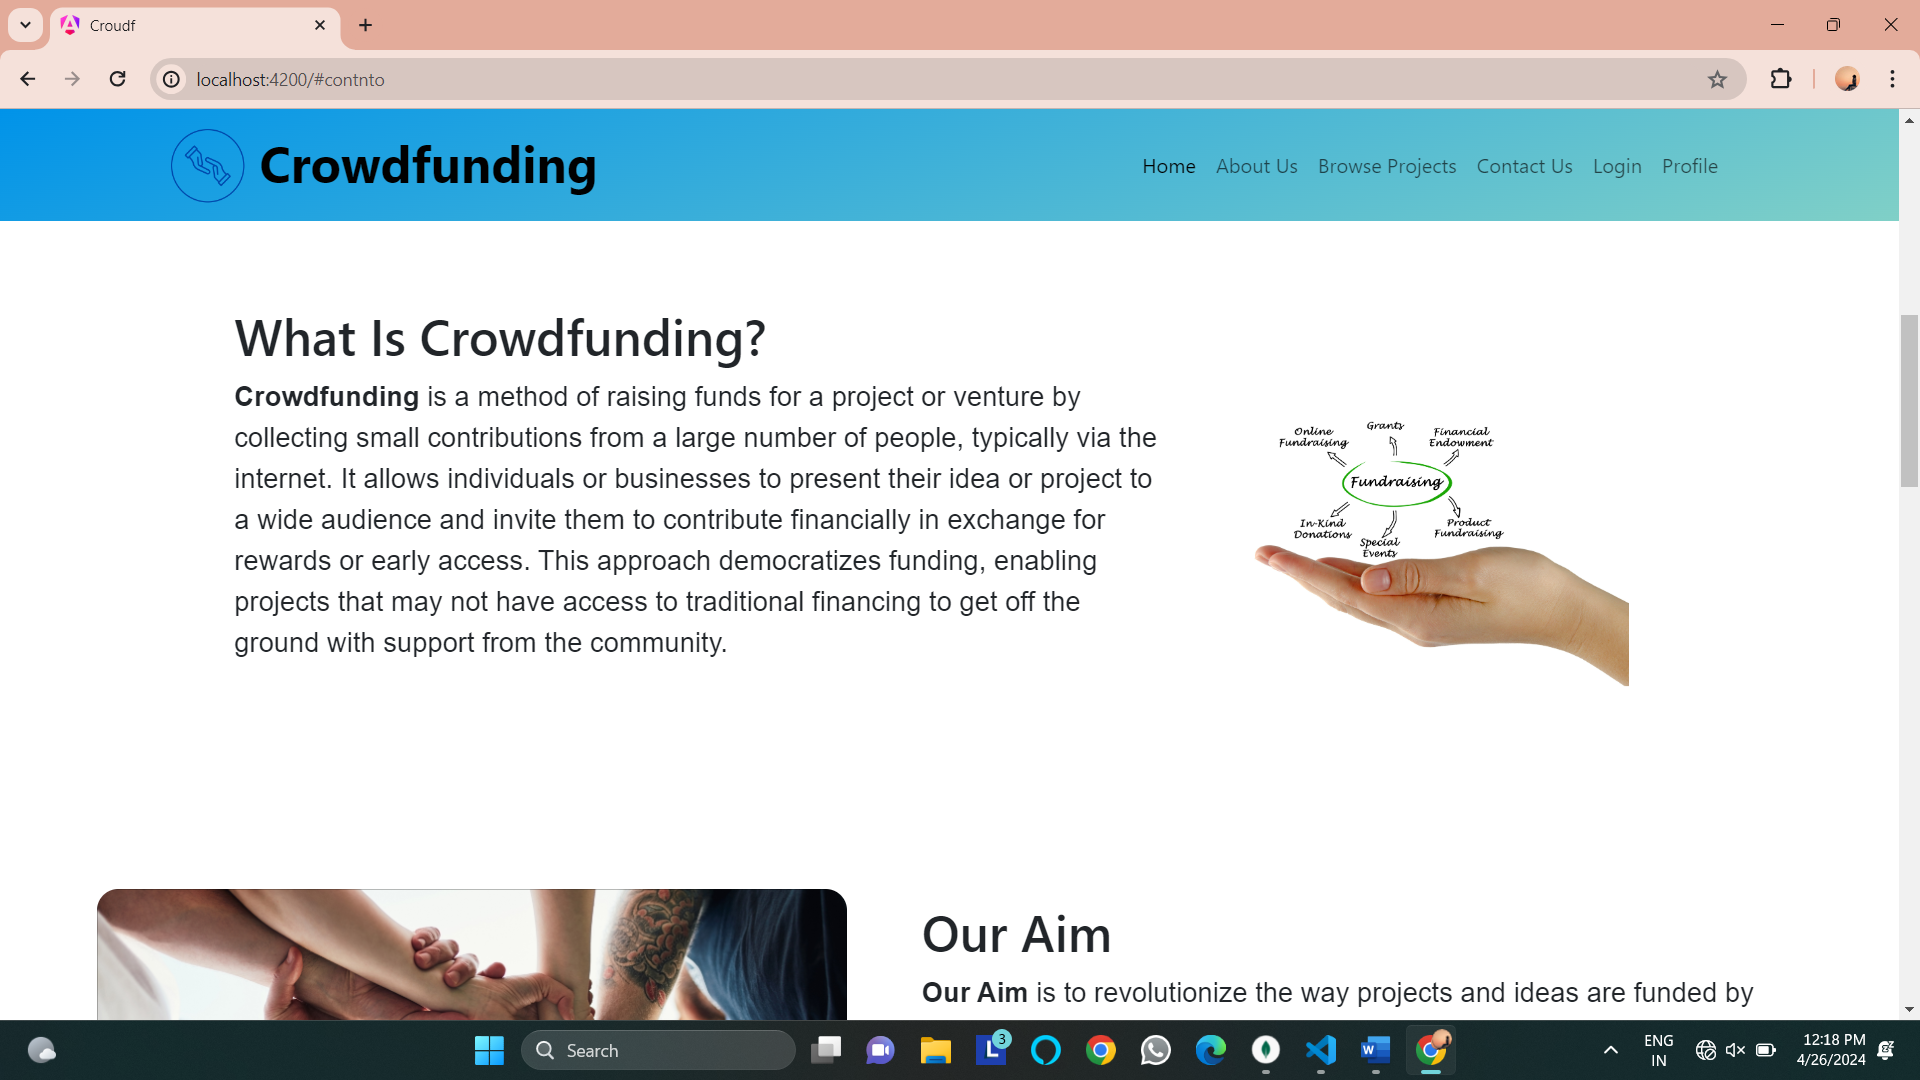 Croudf
localhost:4200/#contnto
Crowdfunding
Home About Us Browse Projects Contact Us Login Profile
What Is Crowdfunding?
Crowdfunding is a method of raising funds for a project or venture by
collecting small contributions from a large number of people, typically via the
internet. It allows individuals or businesses to present their idea or project to
a wide audience and invite them to contribute financially in exchange for
rewards or early access. This approach democratizes funding, enabling
projects that may not have access to traditional financing to get off the
ground with support from the community.
Grants
Online
Fundraising
Financial
Endowment
Fundraising
In-Kind
Donations
Special
Events
Product
Fundraising
Our Aim
Our Aim is to revolutionize the way projects and ideas are funded by
Search
L
3
W
ENG
IN
12:18 PM
4/26/2024